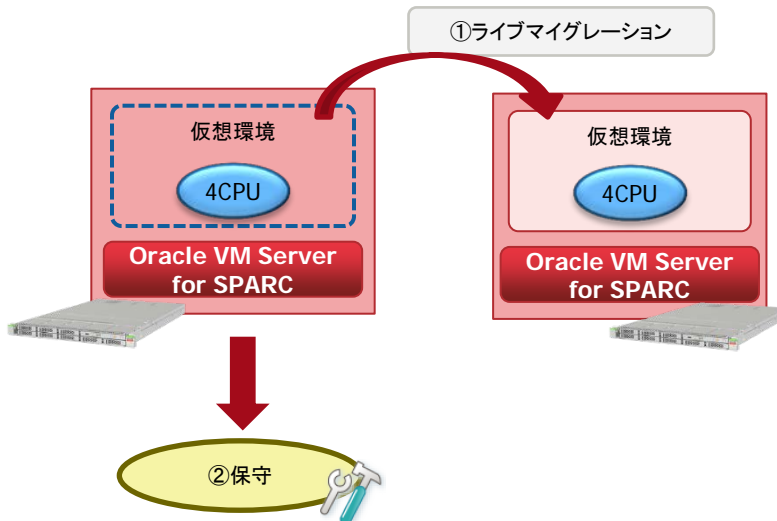 ①ライブマイグレーション
仮想環境
4CPU
Oracle VM Server
for SPARC
仮想環境
4CPU
Oracle VM Server
for SPARC
②保守